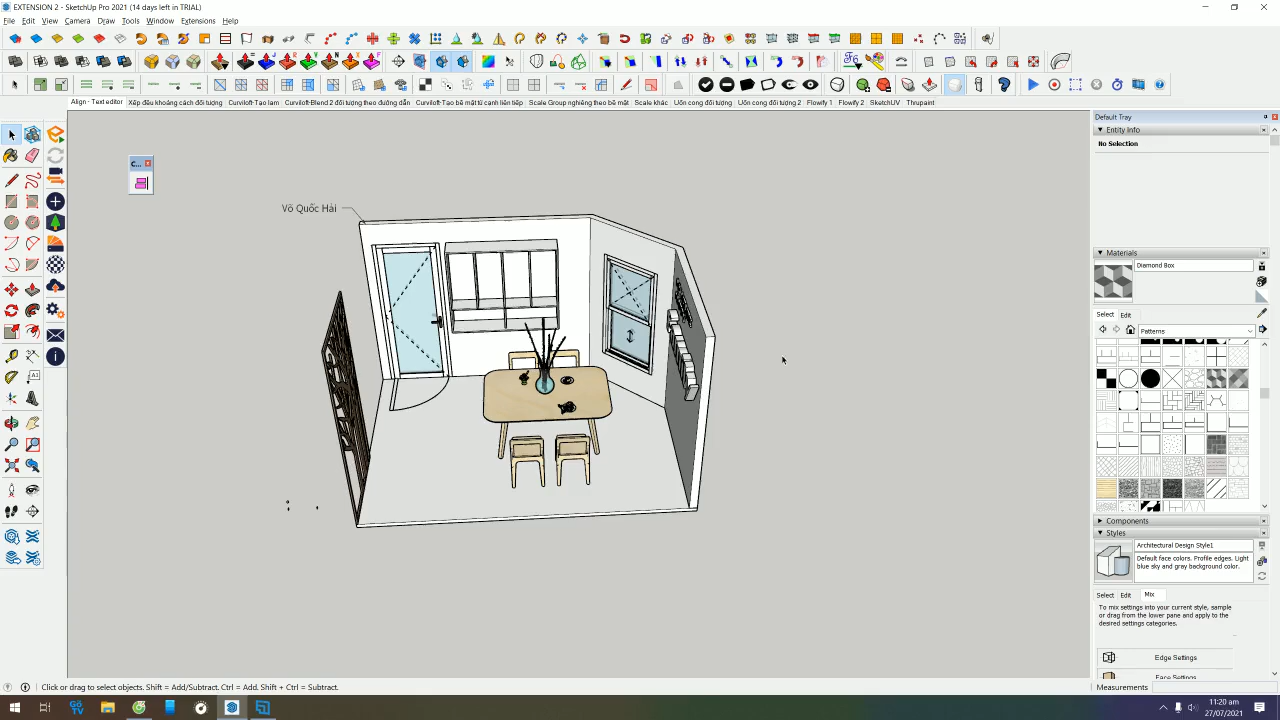 EXTENSION 2 - SketchUp Pro 2021 (14 days left in TRIAL)
File Edit View Camera Draw Tools Window Extensions Help
Align - Text editor Xếp đều khoảng cách đối tượng Curviloft-Tạo lam Curviloft-Blend 2 đối tượng theo đường dẫn Curviloft-Tạo bề mặt từ cạnh liên tiếp Scale Group nghiêng theo bề mặt Scale khác Uốn cong đối tượng Uốn cong đối tượng 2 Flowify 1 Flowify 2 SketchUV Thrupaint
Default Tray
Entity Info
No Selection
C...
Võ Quốc Hải
Materials
Diamond Box
Select Edit
Patterns
Components
Styles
Architectural Design Style1
Default face colors. Profile edges. Light
blue sky and gray background color.
Select Edit Mix
To mix settings into your current style, sample
or drag from the lower pane and apply to the
desired settings categories.
Edge Settings
Face Settings
Click or drag to select objects. Shift = Add/Subtract. Ctrl = Add. Shift + Ctrl = Subtract.
Measurements
11:20 am
27/07/2021